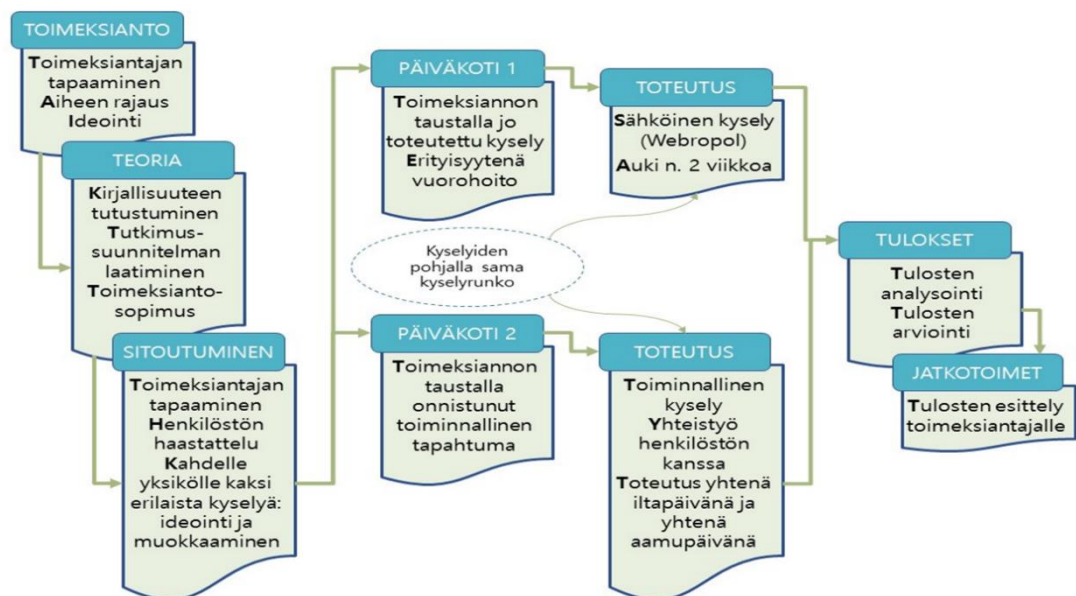 TOIMEKSIANTO
Toimeksiantajan
tapaaminen
Aiheen rajaus
Ideointi
TEORIA
Kirjallisuuteen
tutustuminen
Tutkimus-
suunnitelman
laatiminen
Toimeksianto-
sopimus
SITOUTUMINEN
Toimeksiantajan
tapaaminen
Henkilöstön
haastattelu
Kahdelle
yksikölle kaksi
erilaista kyselyä:
ideointi ja
muokkaaminen
PÄIVÄKOTI 1
Toimeksiannon
taustalla jo
toteutettu kysely
Erityisyytenä
vuorohoito
TOTEUTUS
Sähköinen kysely
(Webropol)
Auki n. 2 viikkoa
Kyselyiden
pohjalla sama
kyselyrunko
PÄIVÄKOTI 2
Toimeksiannon
taustalla
onnistunut
toiminnallinen
tapahtuma
TOTEUTUS
Toiminnallinen
kysely
Yhteistyö
henkilöstön
kanssa
Toteutus yhtenä
iltapäivänä ja
yhtenä
aamupäivänä
TULOKSET
Tulosten
analysointi
Tulosten
arviointi
JATKOTOIMET
Tulosten esittely
toimeksiantajalle